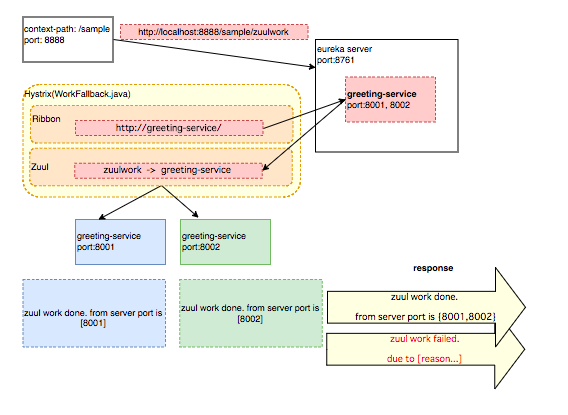 context-path: /sample
port: 8888
http://localhost:8888/sample/zuulwork
eureka server
port:8761
greeting-service
port:8001, 8002
Hystrix(WorkFallback.java)
Ribbon
http://greeting-service/
Zuul
zuulwork -> greeting-service
greeting-service
port:8001
greeting-service
port:8002
zuul work done. from server port is
[8001]
zuul work done. from server port is
[8002]
response
zuul work done.
from server port is {8001,8002}
zuul work failed.
due to [reason...]